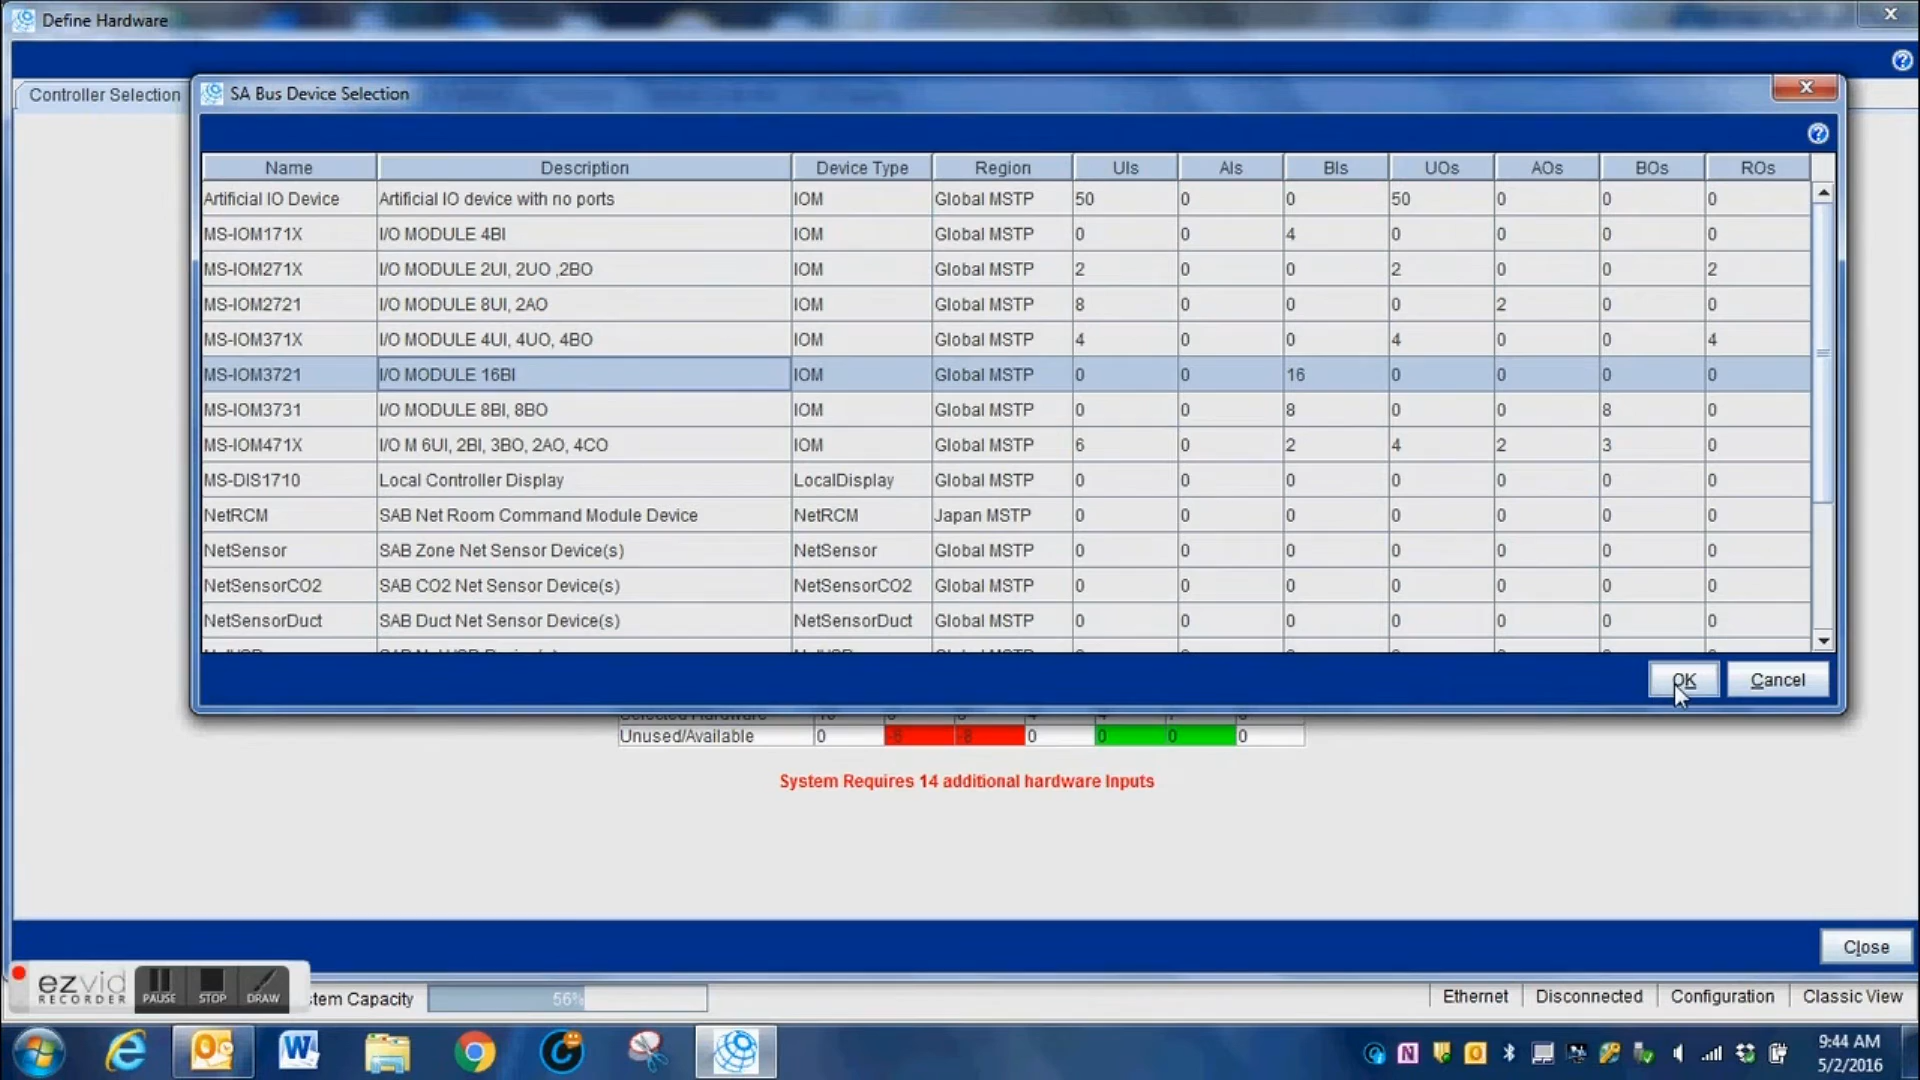 Define Hardware
Controller Selection
SA Bus Device Selection
Name Description Device Type Region UIs AIs BIs UOs AOs BOs ROs
Artificial IO Device Artificial IO device with no ports IOM Global MSTP 50 0 0 50 0 0 0
MS-IOM171X I/O MODULE 4BI IOM Global MSTP 0 0 4 0 0 0 0
MS-IOM271X I/O MODULE 2UI, 2UO ,2BO IOM Global MSTP 2 0 0 2 0 0 2
MS-IOM2721 I/O MODULE 8UI, 2AO IOM Global MSTP 8 0 0 0 2 0 0
MS-IOM371X I/O MODULE 4UI, 4UO, 4BO IOM Global MSTP 4 0 0 4 0 0 4
MS-IOM3721 I/O MODULE 16BI IOM Global MSTP 0 0 16 0 0 0 0
MS-IOM3731 I/O MODULE 8BI, 8BO IOM Global MSTP 0 0 8 0 0 8 0
MS-IOM471X I/O M 6UI, 2BI, 3BO, 2AO, 4CO IOM Global MSTP 6 0 2 4 2 3 0
MS-DIS1710 Local Controller Display LocalDisplay Global MSTP 0 0 0 0 0 0 0
NetRCM SAB Net Room Command Module Device NetRCM Japan MSTP 0 0 0 0 0 0 0
NetSensor SAB Zone Net Sensor Device(s) NetSensor Global MSTP 0 0 0 0 0 0 0
NetSensorCO2 SAB CO2 Net Sensor Device(s) NetSensorCO2 Global MSTP 0 0 0 0 0 0 0
NetSensorDuct SAB Duct Net Sensor Device(s) NetSensorDuct Global MSTP 0 0 0 0 0 0 0
OK Cancel
Unused/Available 0 -6 -8 0 0 0 0
System Requires 14 additional hardware Inputs
Close
ezvid
RECORDER PAUSE STOP DRAW
stem Capacity 56% Ethernet Disconnected Configuration Classic View
9:44 AM
5/2/2016